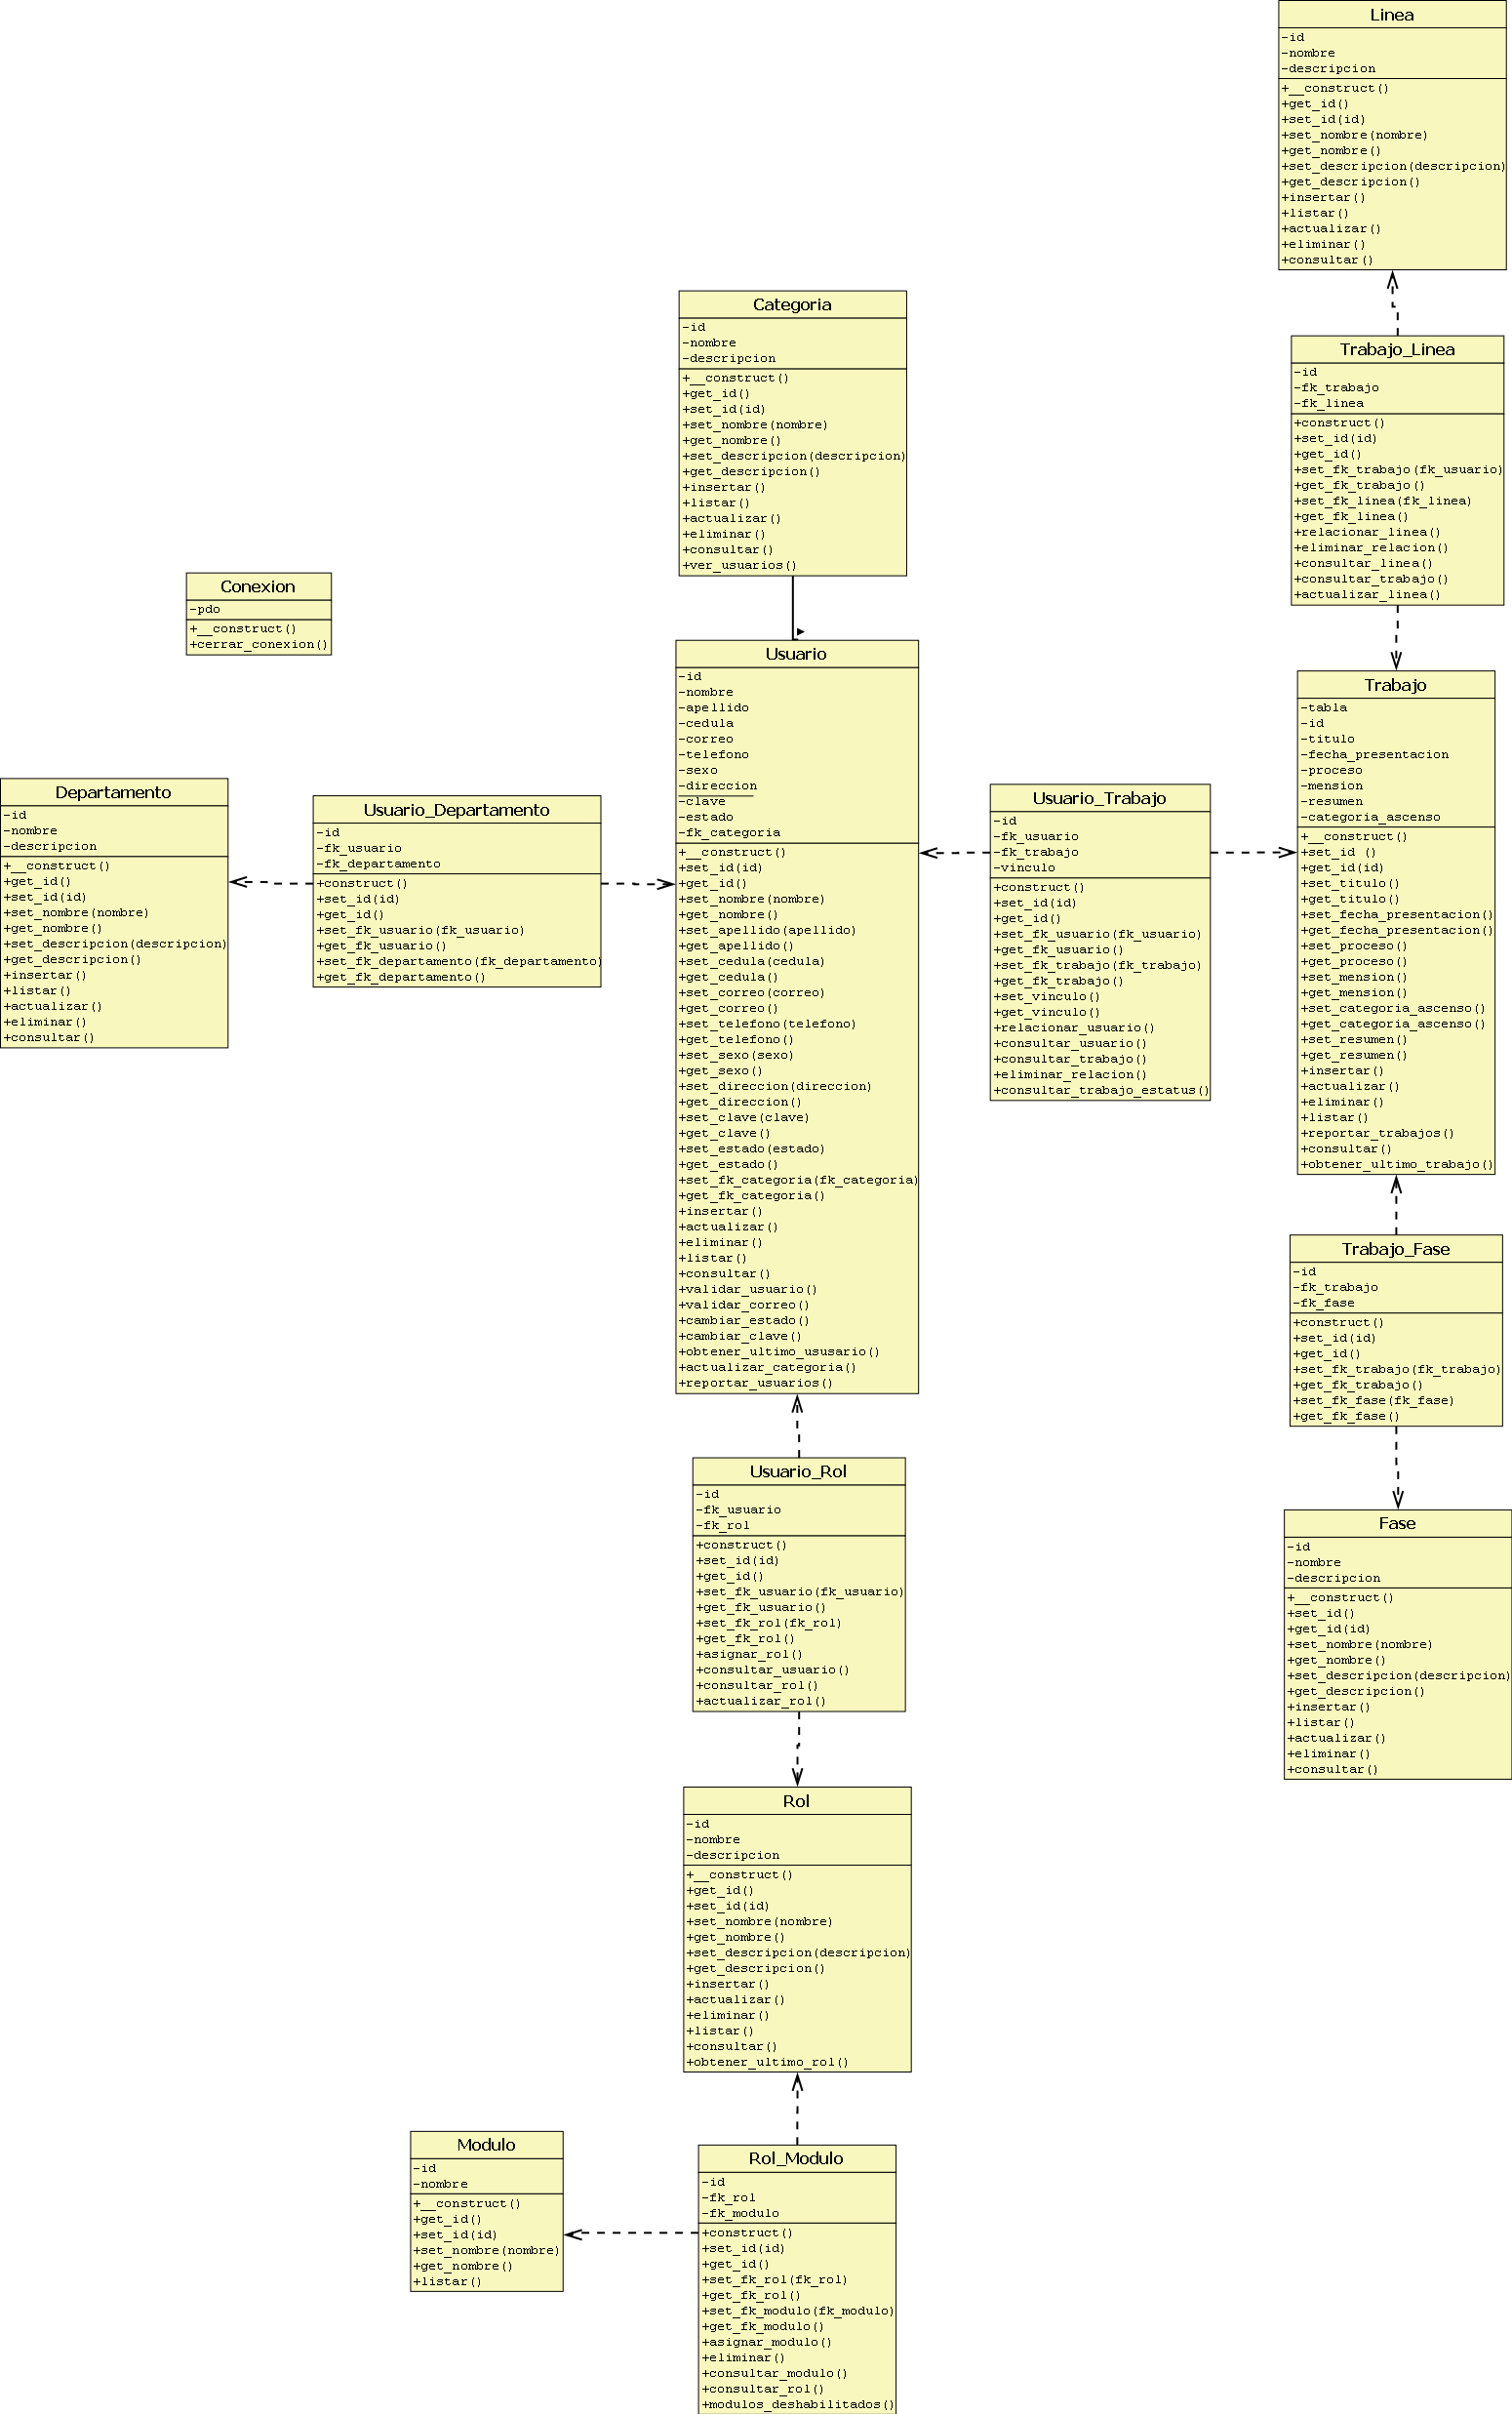 Linea
-id
-nombre
-descripcion
+__construct()
+get_id()
+set_id(id)
+set_nombre(nombre)
+get_nombre()
+set_descripcion(descripcion)
+get_descripcion()
+insertar()
+listar()
+actualizar()
+eliminar()
+consultar()
Categoria
-id
-nombre
-descripcion
+__construct()
+get_id()
+set_id(id)
+set_nombre(nombre)
+get_nombre()
+set_descripcion(descripcion)
+get_descripcion()
+insertar()
+listar()
+actualizar()
+eliminar()
+consultar()
+ver_usuarios()
Trabajo_Linea
-id
-fk_trabajo
-fk_linea
+construct()
+set_id(id)
+get_id()
+set_fk_trabajo(fk_usuario)
+get_fk_trabajo()
+set_fk_linea(fk_linea)
+get_fk_linea()
+relacionar_linea()
+eliminar_relacion()
+consultar_linea()
+consultar_trabajo()
+actualizar_linea()
Conexion
-pdo
+__construct()
+cerrar_conexion()
Usuario
-id
-nombre
-apellido
-cedula
-correo
-telefono
-sexo
-direccion
-clave
-estado
-fk_categoria
+__construct()
+set_id(id)
+get_id()
+set_nombre(nombre)
+get_nombre()
+set_apellido(apellido)
+get_apellido()
+set_cedula(cedula)
+get_cedula()
+set_correo(correo)
+get_correo()
+set_telefono(telefono)
+get_telefono()
+set_sexo(sexo)
+get_sexo()
+set_direccion(direccion)
+get_direccion()
+set_clave(clave)
+get_clave()
+set_estado(estado)
+get_estado()
+set_fk_categoria(fk_categoria)
+get_fk_categoria()
+insertar()
+actualizar()
+eliminar()
+listar()
+consultar()
+validar_usuario()
+validar_correo()
+cambiar_estado()
+cambiar_clave()
+obtener_ultimo_ususario()
+actualizar_categoria()
+reportar_usuarios()
Trabajo
-tabla
-id
-titulo
-fecha_presentacion
-proceso
-mension
-resumen
-categoria_ascenso
+__construct()
+set_id ()
+get_id(id)
+set_titulo()
+get_titulo()
+set_fecha_presentacion()
+get_fecha_presentacion()
+set_proceso()
+get_proceso()
+set_mension()
+get_mension()
+set_categoria_ascenso()
+get_categoria_ascenso()
+set_resumen()
+get_resumen()
+insertar()
+actualizar()
+eliminar()
+listar()
+reportar_trabajos()
+consultar()
+obtener_ultimo_trabajo()
Departamento
-id
-nombre
-descripcion
+__construct()
+get_id()
+set_id(id)
+set_nombre(nombre)
+get_nombre()
+set_descripcion(descripcion)
+get_descripcion()
+insertar()
+listar()
+actualizar()
+eliminar()
+consultar()
Usuario_Departamento
-id
-fk_usuario
-fk_departamento
+construct()
+set_id(id)
+get_id()
+set_fk_usuario(fk_usuario)
+get_fk_usuario()
+set_fk_departamento(fk_departamento)
+get_fk_departamento()
Usuario_Trabajo
-id
-fk_usuario
-fk_trabajo
-vinculo
+construct()
+set_id(id)
+get_id()
+set_fk_usuario(fk_usuario)
+get_fk_usuario()
+set_fk_trabajo(fk_trabajo)
+get_fk_trabajo()
+set_vinculo()
+get_vinculo()
+relacionar_usuario()
+consultar_usuario()
+consultar_trabajo()
+eliminar_relacion()
+consultar_trabajo_estatus()
Trabajo_Fase
-id
-fk_trabajo
-fk_fase
+construct()
+set_id(id)
+get_id()
+set_fk_trabajo(fk_trabajo)
+get_fk_trabajo()
+set_fk_fase(fk_fase)
+get_fk_fase()
Usuario_Rol
-id
-fk_usuario
-fk_rol
+construct()
+set_id(id)
+get_id()
+set_fk_usuario(fk_usuario)
+get_fk_usuario()
+set_fk_rol(fk_rol)
+get_fk_rol()
+asignar_rol()
+consultar_usuario()
+consultar_rol()
+actualizar_rol()
Fase
-id
-nombre
-descripcion
+__construct()
+set_id()
+get_id(id)
+set_nombre(nombre)
+get_nombre()
+set_descripcion(descripcion)
+get_descripcion()
+insertar()
+listar()
+actualizar()
+eliminar()
+consultar()
Rol
-id
-nombre
-descripcion
+__construct()
+get_id()
+set_id(id)
+set_nombre(nombre)
+get_nombre()
+set_descripcion(descripcion)
+get_descripcion()
+insertar()
+actualizar()
+eliminar()
+listar()
+consultar()
+obtener_ultimo_rol()
Modulo
-id
-nombre
+__construct()
+get_id()
+set_id(id)
+set_nombre(nombre)
+get_nombre()
+listar()
Rol_Modulo
-id
-fk_rol
-fk_modulo
+construct()
+set_id(id)
+get_id()
+set_fk_rol(fk_rol)
+get_fk_rol()
+set_fk_modulo(fk_modulo)
+get_fk_modulo()
+asignar_modulo()
+eliminar()
+consultar_modulo()
+consultar_rol()
+modulos_deshabilitados()